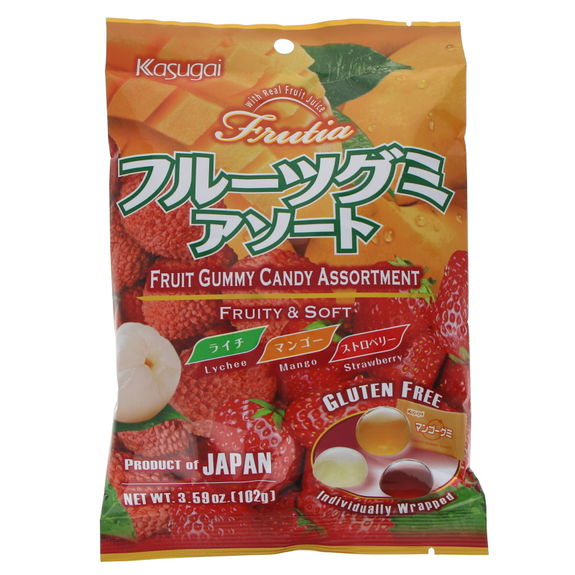 Kasugai
with Real Fruit Juice
Frutia
フルーツグミ
アソート
FRUIT GUMMY CANDY ASSORTMENT
FRUITY & SOFT
ライチ マンゴー ストロベリー
Lychee Mango Strawberry
GLUTEN FREE
Kasugai
マンゴーグミ
Individually Wrapped
PRODUCT of JAPAN
NET WT. 3.59oz.(102g)